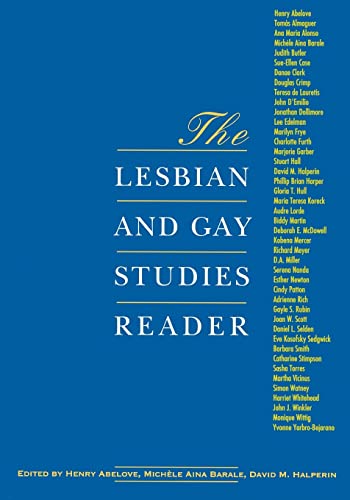 The
LESBIAN
AND GAY
STUDIES
READER
Henry Abelove
Tomás Almaguer
Ana María Alonso
Michèle Aina Barale
Judith Butler
Sue-Ellen Case
Danae Clark
Douglas Crimp
Teresa de Lauretis
John D'Emilio
Jonathan Dollimore
Lee Edelman
Marilyn Frye
Charlotte Furth
Marjorie Garber
Stuart Hall
David M. Halperin
Phillip Brian Harper
Gloria T. Hull
Maria Teresa Koreck
Audre Lorde
Biddy Martin
Deborah E. McDowell
Kobena Mercer
Richard Meyer
D.A. Miller
Serena Nanda
Esther Newton
Cindy Patton
Adrienne Rich
Gayle S. Rubin
Joan W. Scott
Daniel L. Selden
Eve Kosofsky Sedgwick
Barbara Smith
Catharine Stimpson
Sasha Torres
Martha Vicinus
Simon Watney
Harriet Whitehead
John J. Winkler
Monique Wittig
Yvonne Yarbro-Bejarano
EDITED BY HENRY ABELOVE, MICHÈLE AINA BARALE, DAVID M. HALPERIN